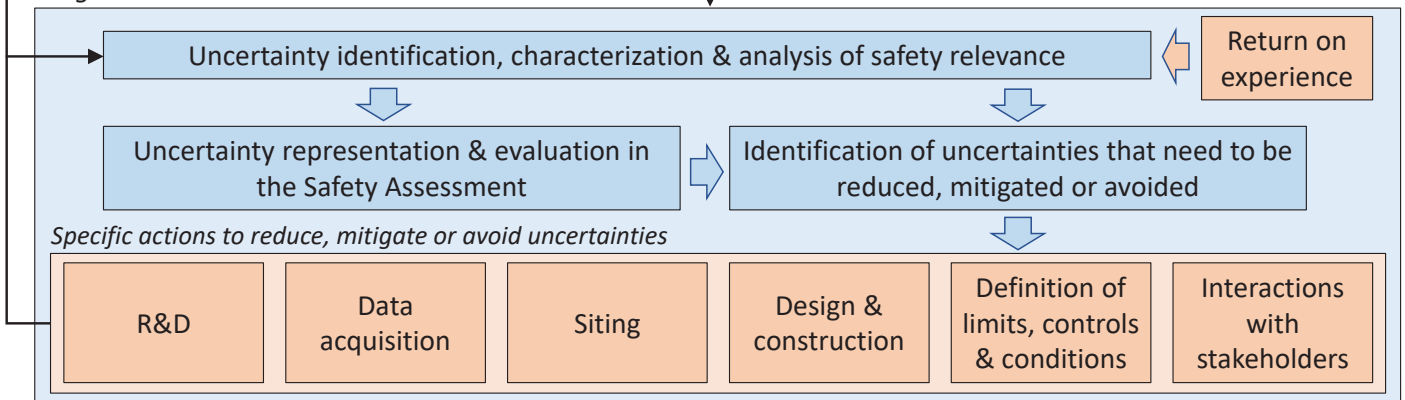 Uncertainty identification, characterization & analysis of safety relevance
Return on
experience
Uncertainty representation & evaluation in
the Safety Assessment
Identification of uncertainties that need to be
reduced, mitigated or avoided
Specific actions to reduce, mitigate or avoid uncertainties
R&D
Data
acquisition
Siting
Design &
construction
Definition of
limits, controls
& conditions
Interactions
with
stakeholders